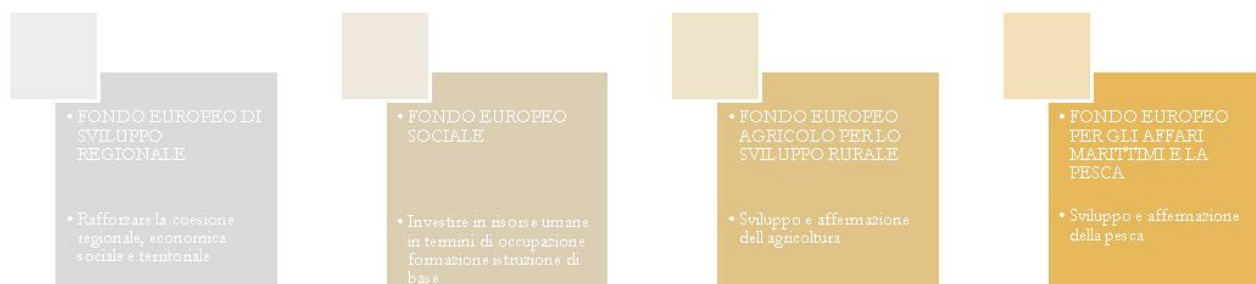 • FONDO EUROPEO DI
SVILUPPO
REGIONALE
• Rafforzare la coesione
regionale, economica
sociale e territoriale
• FONDO EUROPEO
SOCIALE
• Investire in risorse umane
in termini di occupazione
formazione istruzione di
base
• FONDO EUROPEO
AGRICOLO PER LO
SVILUPPO RURALE
• Sviluppo e affermazione
dell agricoltura
• FONDO EUROPEO
PER GLI AFFARI
MARITTIMI E LA
PESCA
• Sviluppo e affermazione
della pesca